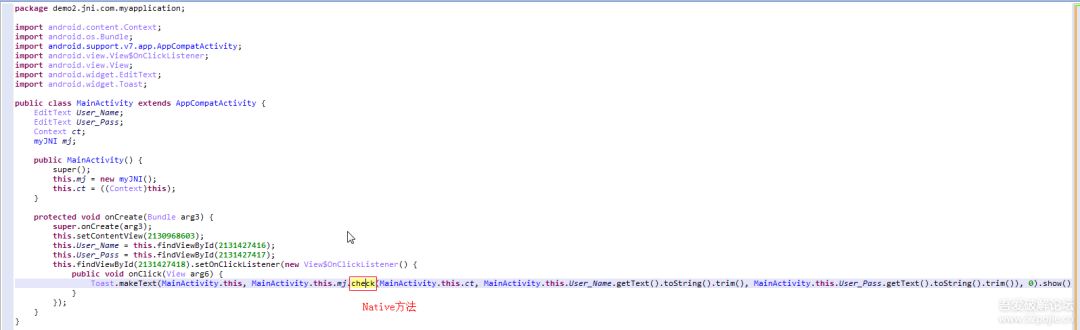 package demo2.jni.com.myapplication;
import android.content.Context;
import android.os.Bundle;
import android.support.v7.app.AppCompatActivity;
import android.view.View$OnClickListener;
import android.view.View;
import android.widget.EditText;
import android.widget.Toast;
public class MainActivity extends AppCompatActivity {
EditText User_Name;
EditText User_Pass;
Context ct;
myJNI mj;
public MainActivity() {
super();
this.mj = new myJNI();
this.ct = ((Context)this);
}
protected void onCreate(Bundle arg3) {
super.onCreate(arg3);
this.setContentView(2130968603);
this.User_Name = this.findViewById(2131427416);
this.User_Pass = this.findViewById(2131427417);
this.findViewById(2131427418).setOnClickListener(new View$OnClickListener() {
public void onClick(View arg6) {
Toast.makeText(MainActivity.this, MainActivity.this.mj.check(MainActivity.this.ct, MainActivity.this.User_Name.getText().toString().trim(), MainActivity.this.User_Pass.getText().toString().trim()), 0).show()
}
});
Native方法
}
}
吾爱破解论坛
www.52pojie.cn